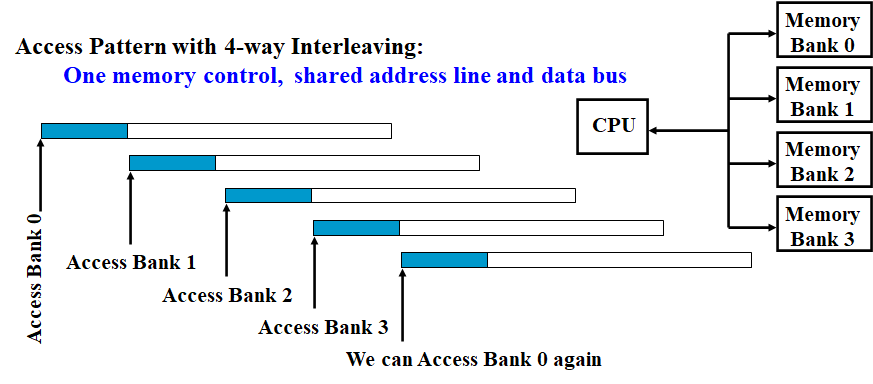 Access Pattern with 4-way Interleaving:
One memory control, shared address line and data bus
Memory
Bank 0
Memory
Bank 1
CPU
Memory
Bank 2
Memory
Bank 3
Access Bank 0
Access Bank 1
Access Bank 2
Access Bank 3
We can Access Bank 0 again